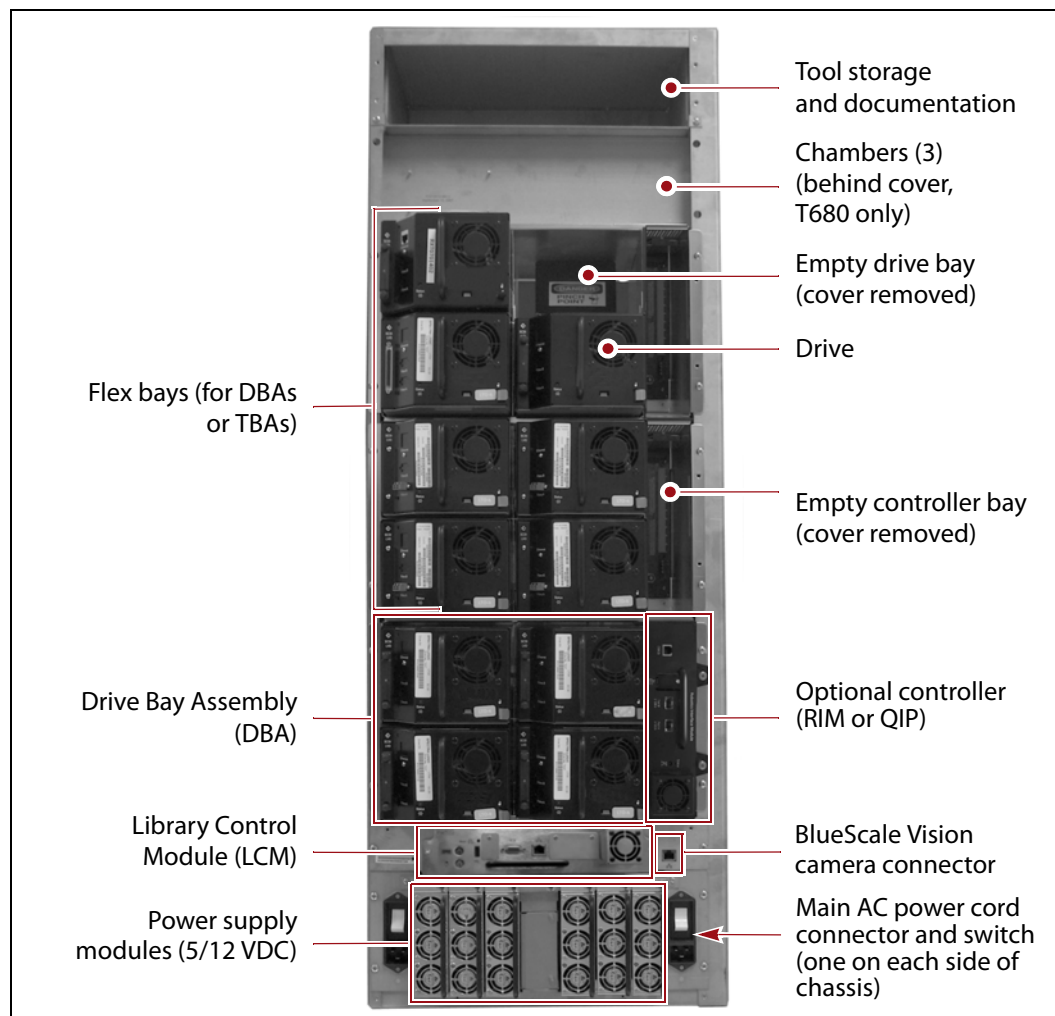 Tool storage
and documentation
Chambers (3)
(behind cover,
T680 only)
Empty drive bay
(cover removed)
Drive
Flex bays (for DBAs
or TBAs)
Empty controller bay
(cover removed)
Drive Bay Assembly
(DBA)
Optional controller
(RIM or QIP)
Library Control
Module (LCM)
BlueScale Vision
camera connector
Power supply
modules (5/12 VDC)
Main AC power cord
connector and switch
(one on each side of
chassis)
PINCH
POINT